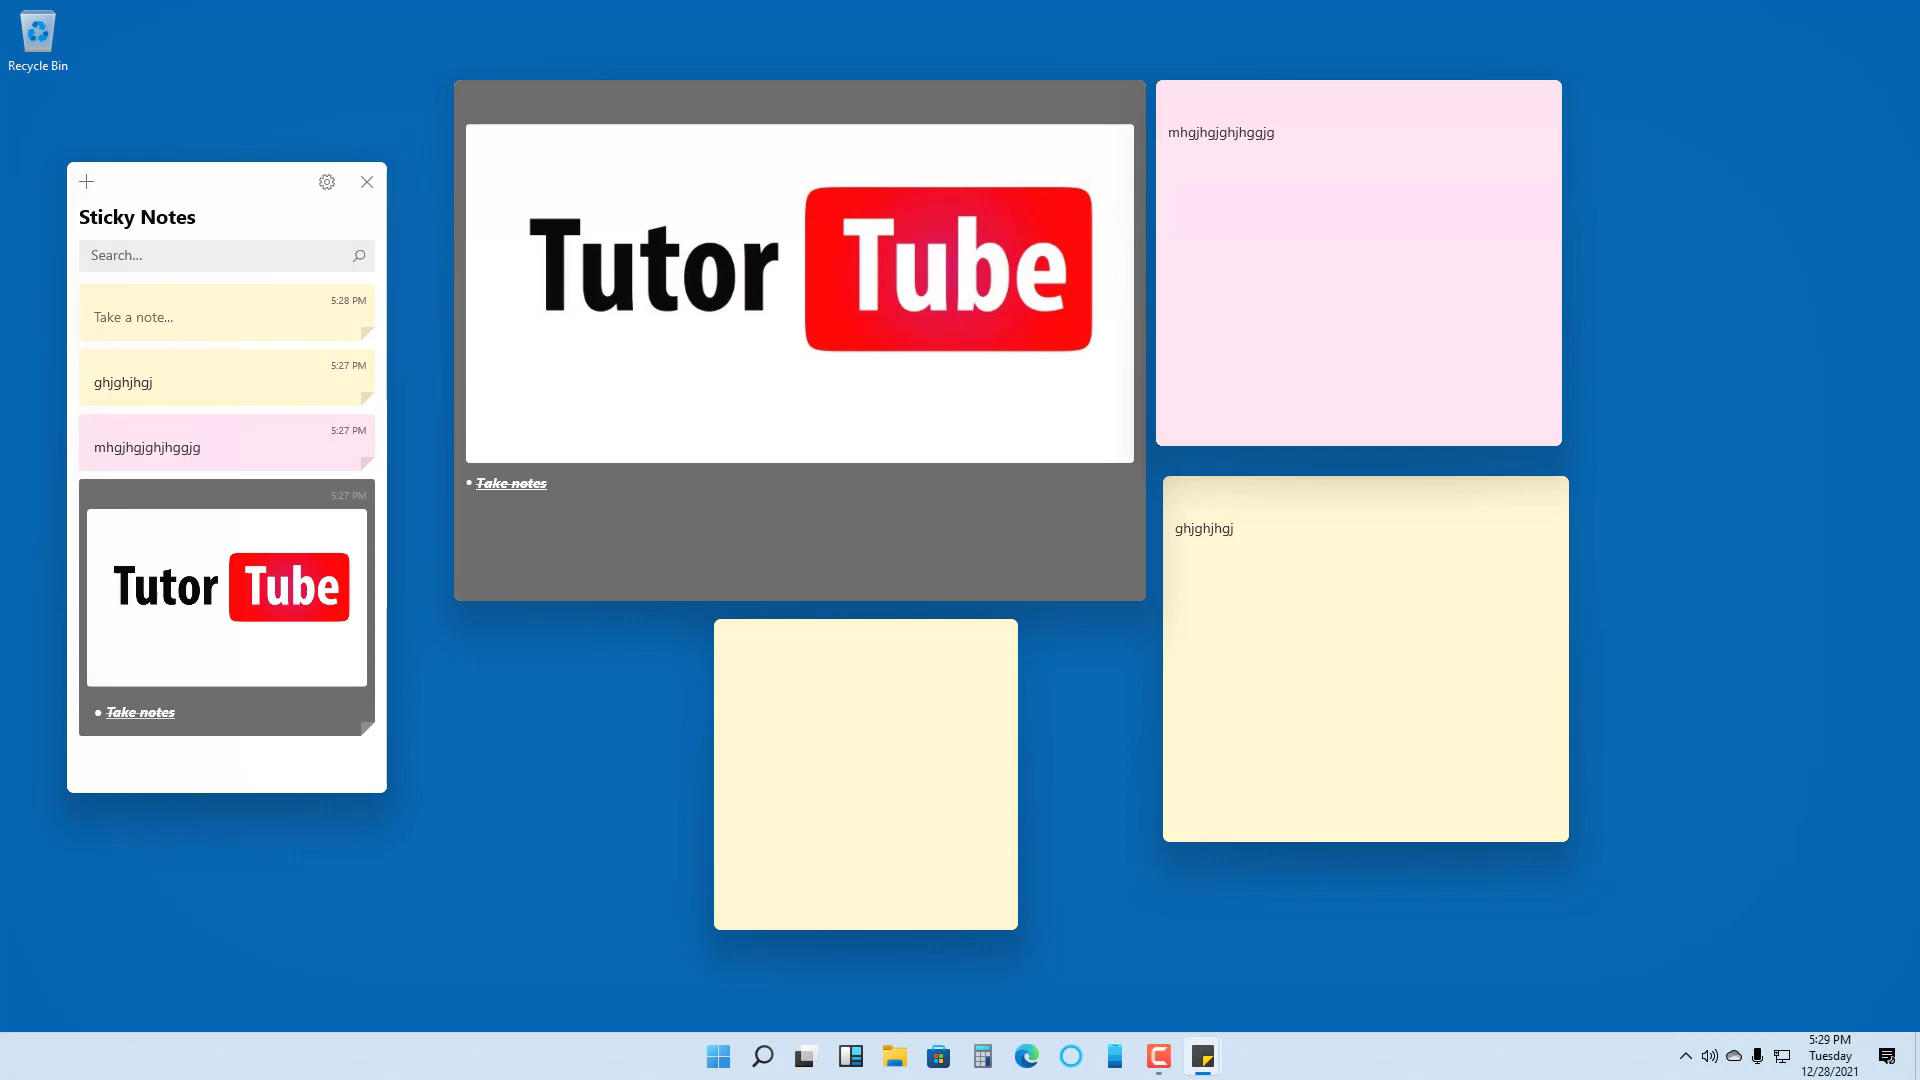 Recycle Bin
Sticky Notes
Search...
5:28 PM
Take a note...
5:27 PM
ghjghjhgj
5:27 PM
mhgjhgjghjhggjg
5:27 PM
Tutor Tube
• Take notes
Tutor Tube
• Take notes
mhgjhgjghjhggjg
ghjghjhgj
5:29 PM
Tuesday
12/28/2021